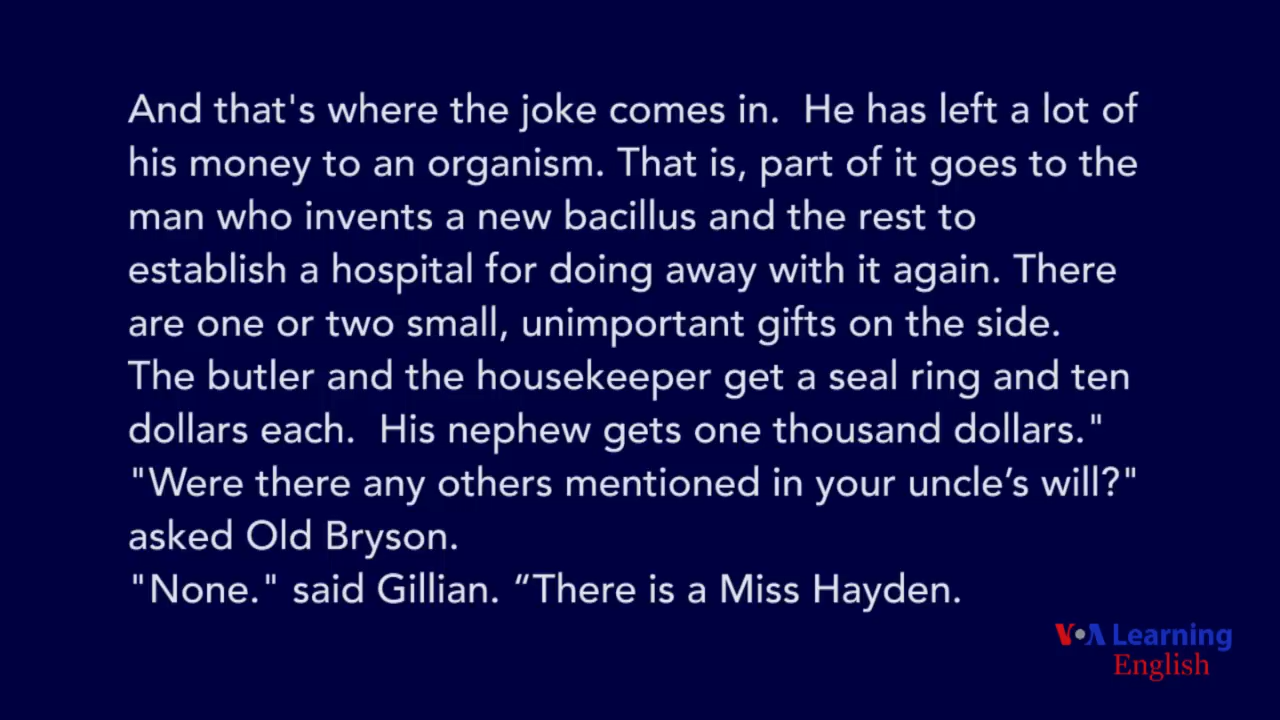 And that's where the joke comes in.  He has left a lot of
his money to an organism. That is, part of it goes to the
man who invents a new bacillus and the rest to
establish a hospital for doing away with it again. There
are one or two small, unimportant gifts on the side.
The butler and the housekeeper get a seal ring and ten
dollars each.  His nephew gets one thousand dollars."
"Were there any others mentioned in your uncle’s will?"
asked Old Bryson.
"None." said Gillian. “There is a Miss Hayden.
VOA Learning
English